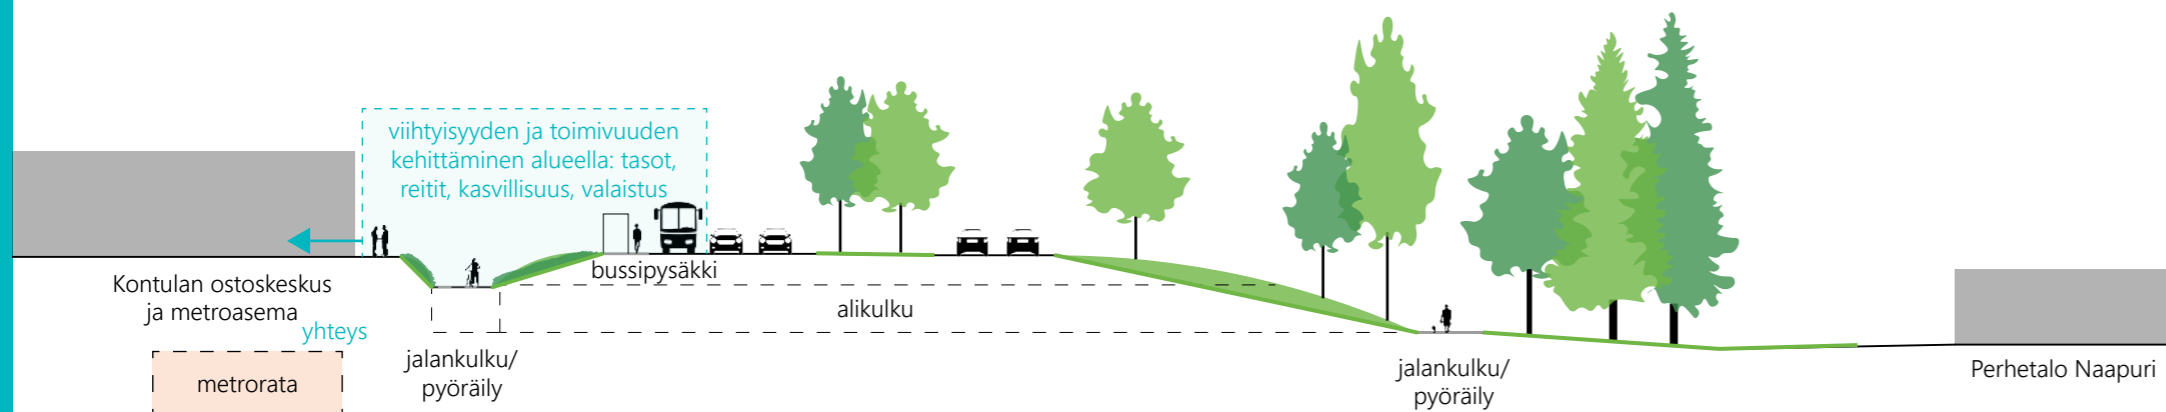 viihtyisyyden ja toimivuuden
kehittäminen alueella: tasot,
reitit, kasvillisuus, valaistus
bussipysäkki
Kontulan ostoskeskus
ja metroasema
yhteys
metrorata
jalankulku/
pyöräily
alikulku
jalankulku/
pyöräily
Perhetalo Naapuri